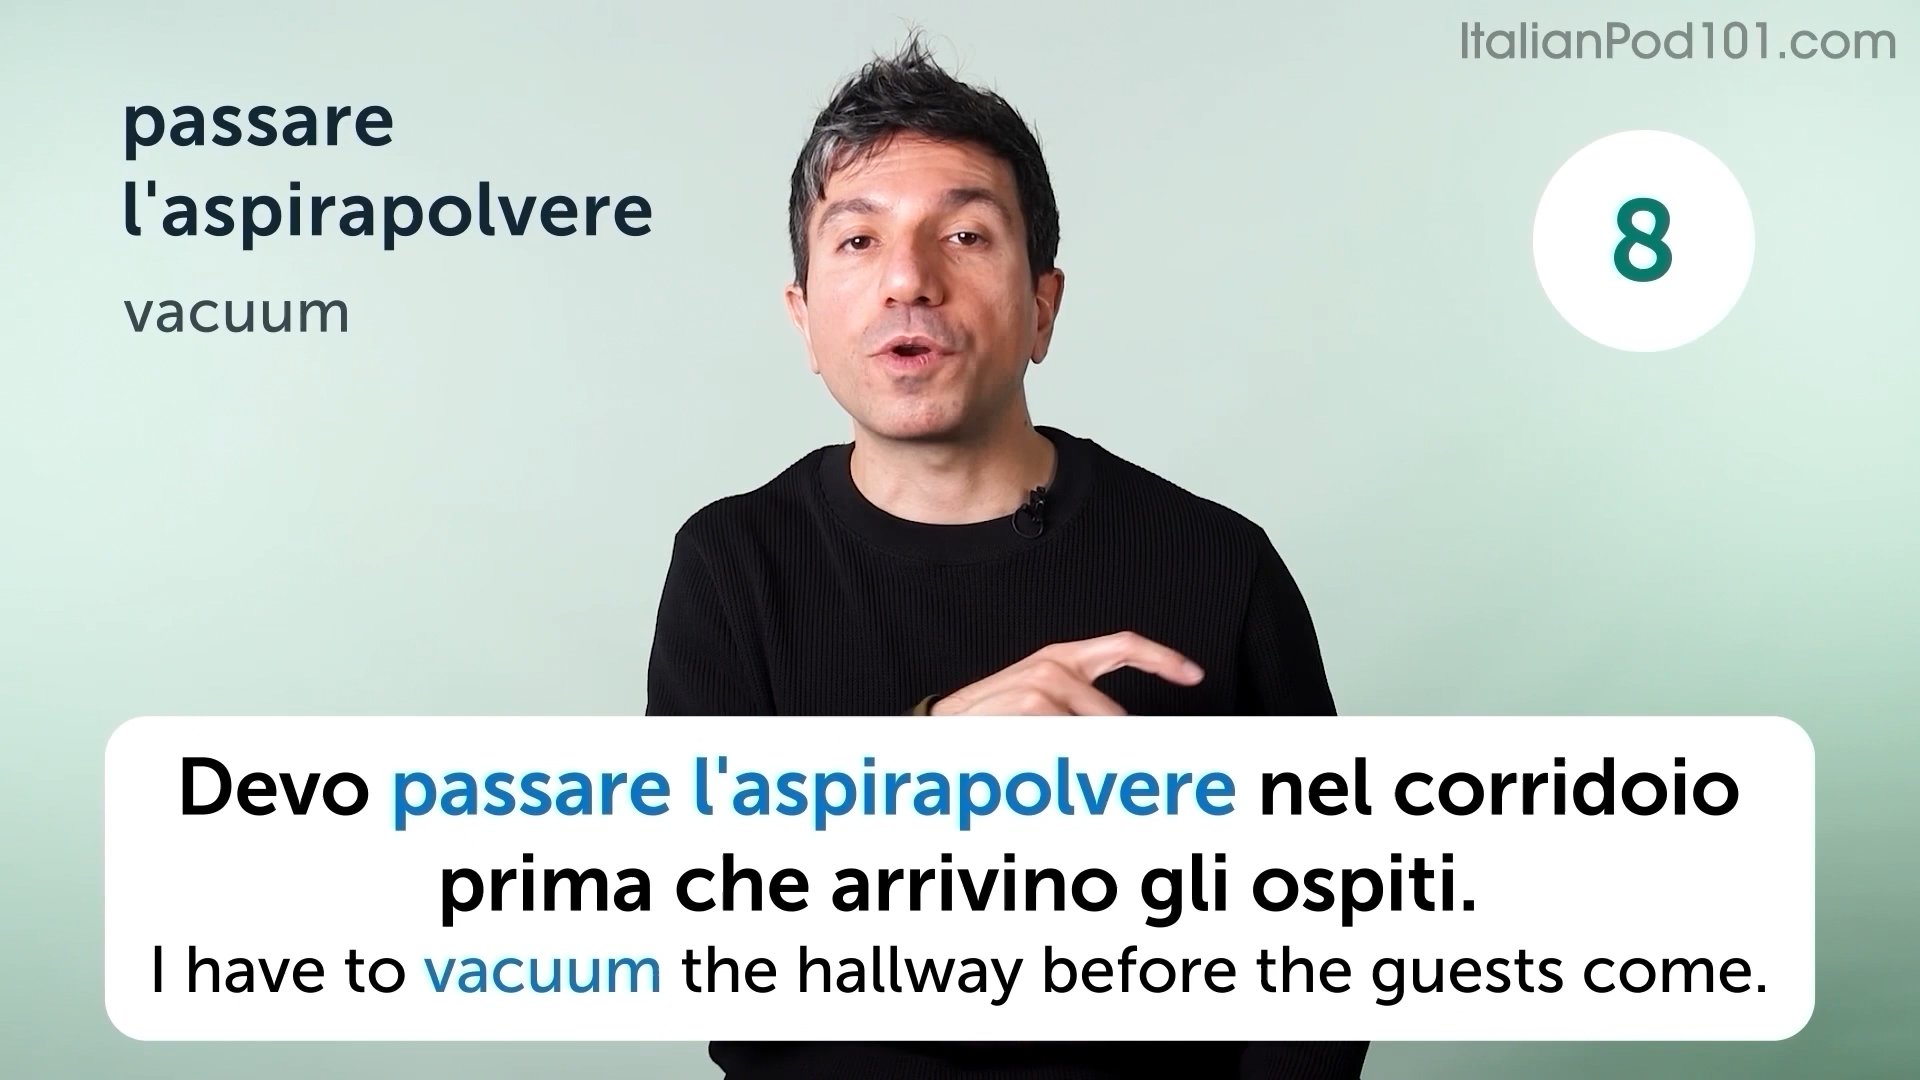 ItalianPod101.com
passare
l'aspirapolvere
vacuum
8
Devo passare l'aspirapolvere nel corridoio
prima che arrivino gli ospiti.
I have to vacuum the hallway before the guests come.